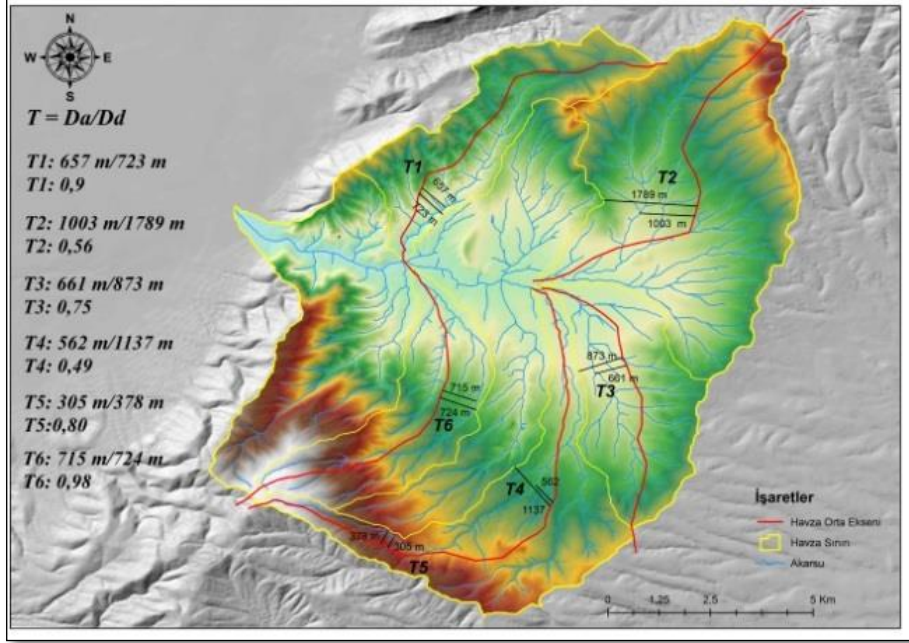 N
W E
S
T = Da/Dd
T1: 657 m/723 m
T1: 0,9
T2: 1003 m/1789 m
T2: 0,56
T3: 661 m/873 m
T3: 0,75
T4: 562 m/1137 m
T4: 0,49
T5: 305 m/378 m
T5:0,80
T6: 715 m/724 m
T6: 0,98
T1
657 m
723 m
T2
1789 m
1003 m
873 m
661 m
T3
715 m
724 m
T6
T4
562
1137
378 m
305 m
T5
İşaretler
Havza Orta Ekseni
Havza Sınırı
Akarsu
0 1,25 2,5 5 Km